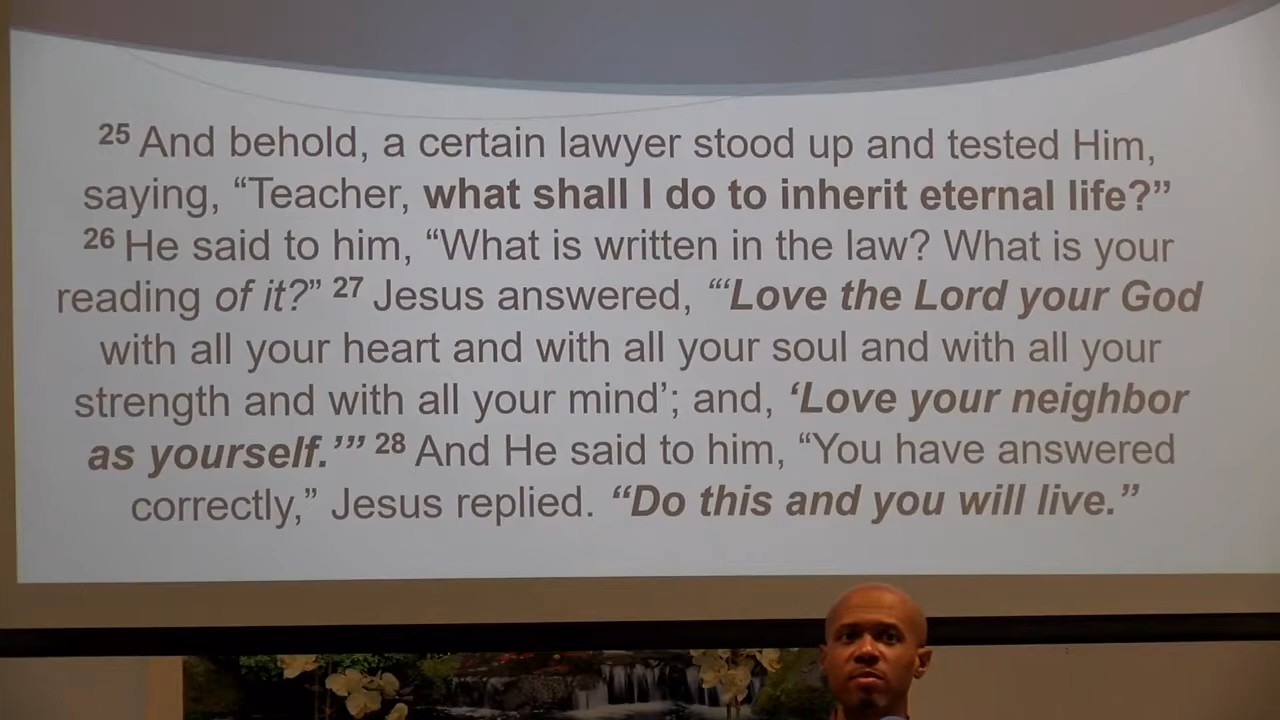 25 And behold, a certain lawyer stood up and tested Him,
saying, “Teacher, what shall I do to inherit eternal life?”
26 He said to him, “What is written in the law? What is your
reading of it?” 27 Jesus answered, “‘Love the Lord your God
with all your heart and with all your soul and with all your
strength and with all your mind’; and, ‘Love your neighbor
as yourself.’” 28 And He said to him, “You have answered
correctly,” Jesus replied. “Do this and you will live.”